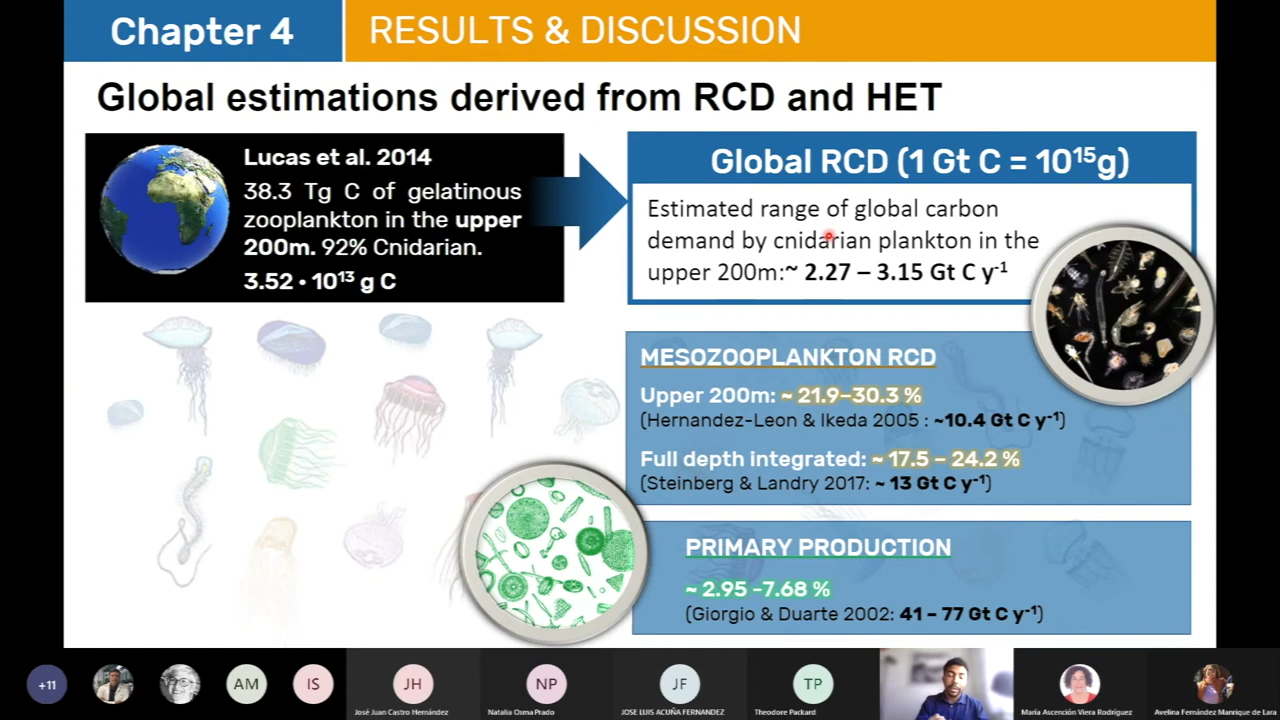 Chapter 4
RESULTS & DISCUSSION
Global estimations derived from RCD and HET
Lucas et al. 2014
38.3 Tg C of gelatinous
zooplankton in the upper
200m. 92% Cnidarian.
3.52 • 10¹³ g C
Global RCD (1 Gt C = 10¹⁵g)
Estimated range of global carbon
demand by cnidarian plankton in the
upper 200m:~ 2.27 – 3.15 Gt C y⁻¹
MESOZOOPLANKTON RCD
Upper 200m: ~ 21.9–30.3 %
(Hernandez-Leon & Ikeda 2005 : ~10.4 Gt C y⁻¹)
Full depth integrated: ~ 17.5 – 24.2 %
(Steinberg & Landry 2017: ~ 13 Gt C y⁻¹)
PRIMARY PRODUCTION
~ 2.95 –7.68 %
(Giorgio & Duarte 2002: 41 – 77 Gt C y⁻¹)
+11
AM
IS
JH
José Juan Castro Hernández
NP
Natalia Osma Prado
JF
JOSE LUIS ACUÑA FERNANDEZ
TP
Theodore Packard
María Ascención Viera Rodríguez
Avelina Fernández Manrique de Lara